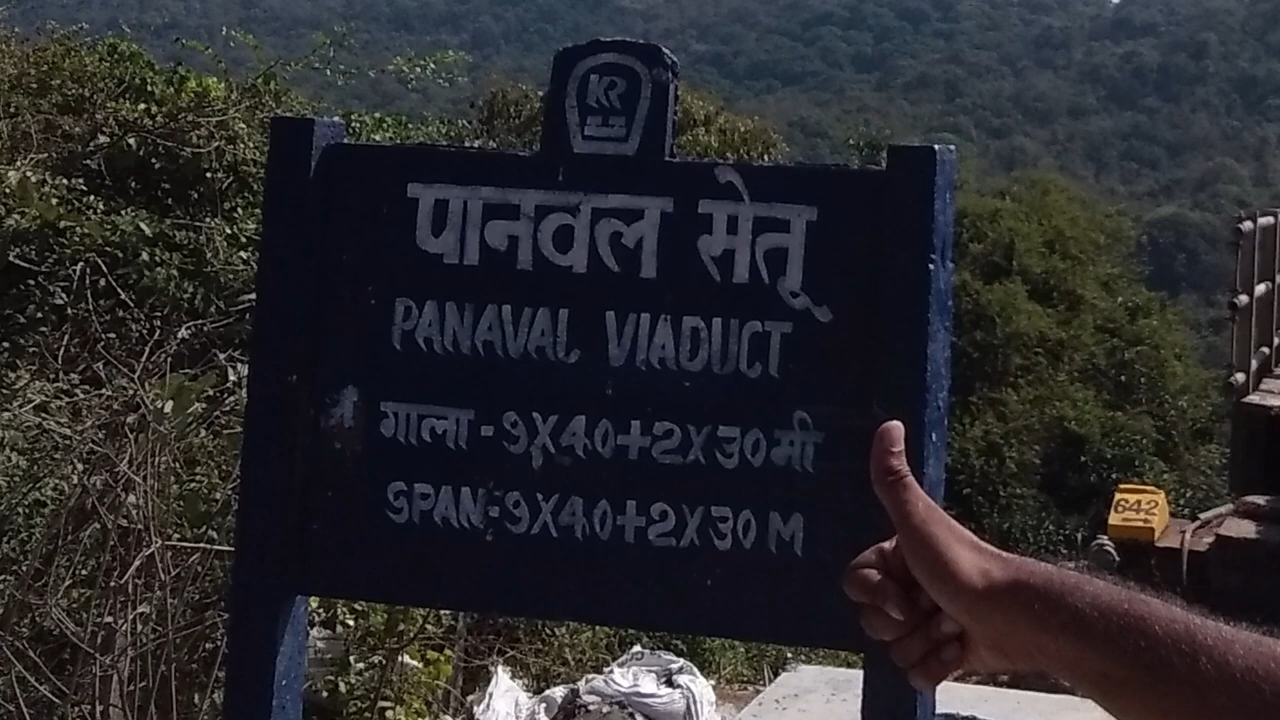 KR
पानवल सेतू
PANAVAL VIADUCT
गाला - 9X40+2X30 मी
SPAN:-9X40+2X30 M
642